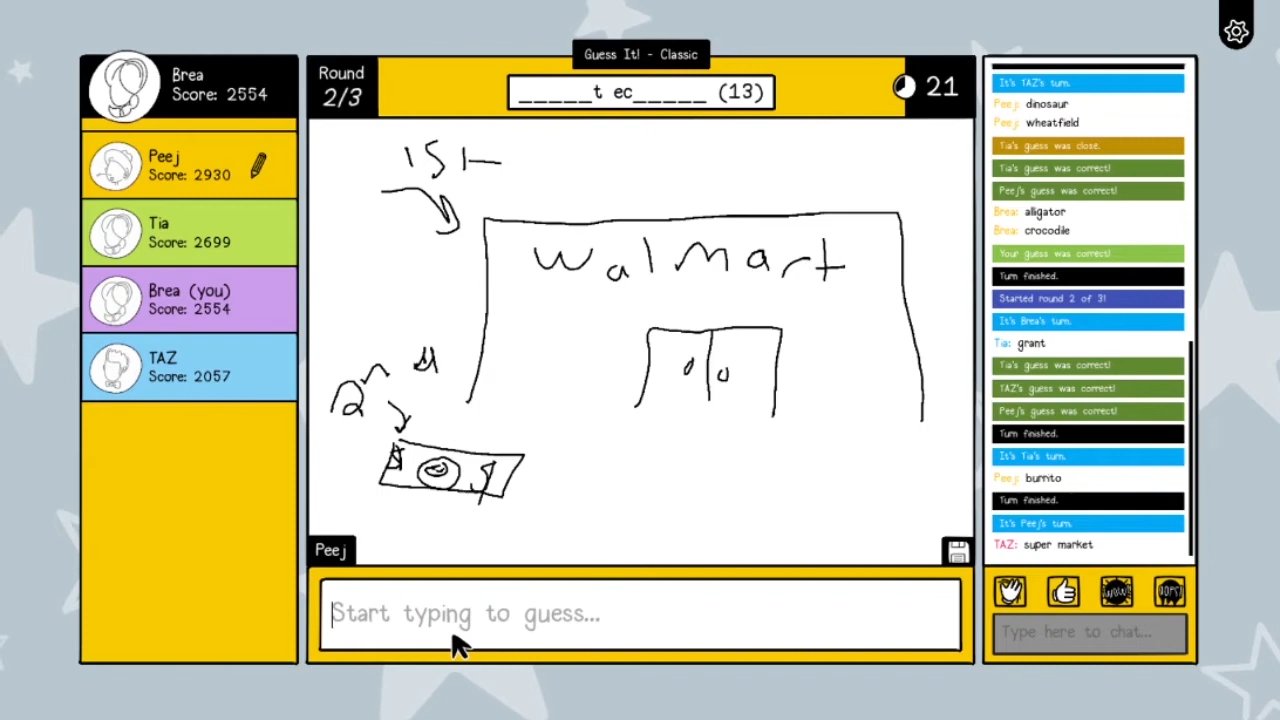 Guess It! - Classic
Brea
Score: 2554
Round
2/3
_____t ec_____ (13)
21
Peej
Score: 2930
Tia
Score: 2699
Brea (you)
Score: 2554
TAZ
Score: 2057
1st
Walmart
2nd
$ $
Peej
Start typing to guess...
It's TAZ's turn.
Peej: dinosaur
Peej: wheatfield
Tia's guess was close.
Tia's guess was correct!
Peej's guess was correct!
Brea: alligator
Brea: crocodile
Your guess was correct!
Turn finished.
Started round 2 of 3!
It's Brea's turn.
Tia: grant
Tia's guess was correct!
TAZ's guess was correct!
Peej's guess was correct!
Turn finished.
It's Tia's turn.
Peej: burrito
Turn finished.
It's Peej's turn.
TAZ: super market
WOW!
OOPS!
Type here to chat...